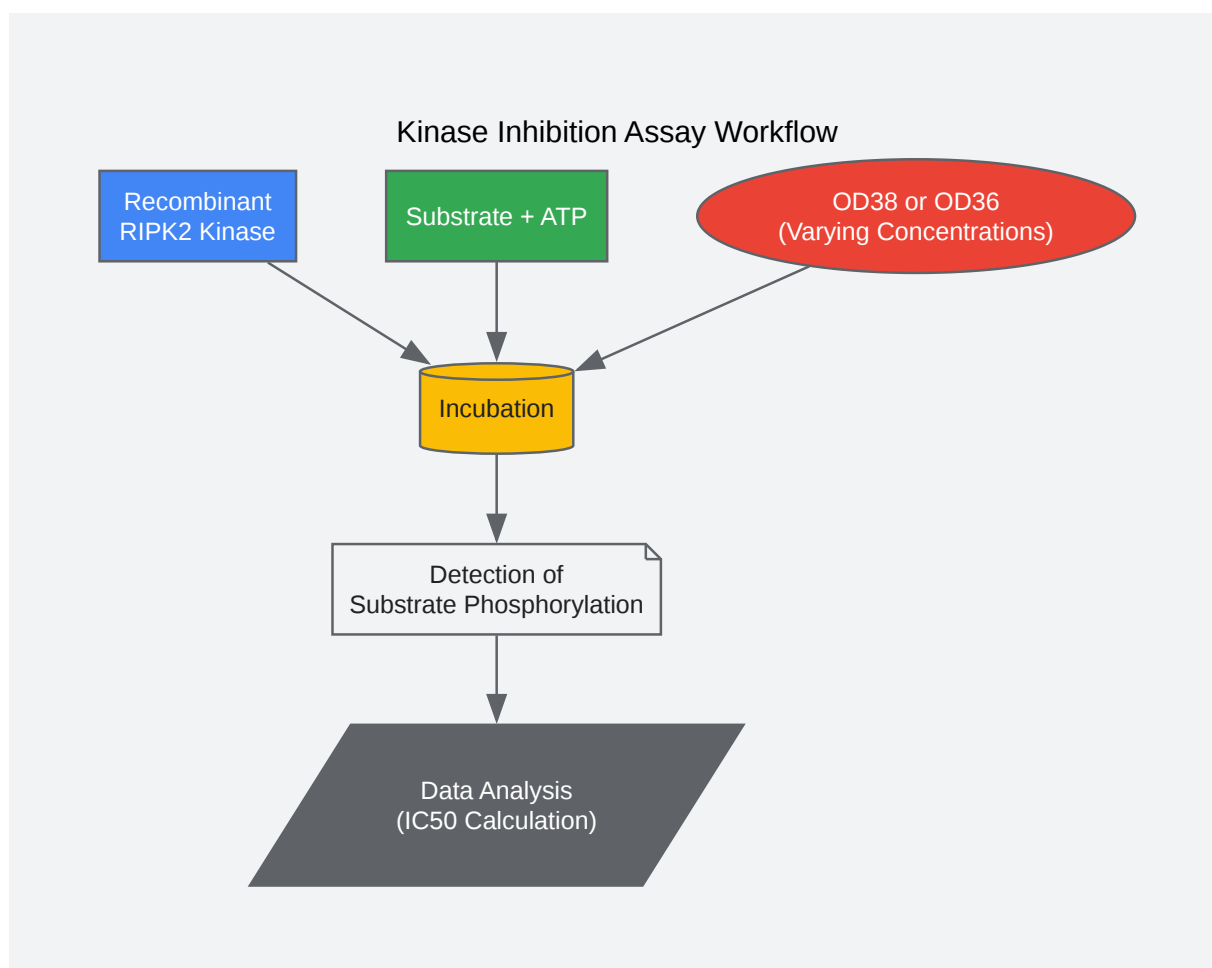 Kinase Inhibition Assay Workflow
Recombinant
RIPK2 Kinase
Substrate + ATP
OD38 or OD36
(Varying Concentrations)
Incubation
Detection of
Substrate Phosphorylation
Data Analysis
(IC50 Calculation)